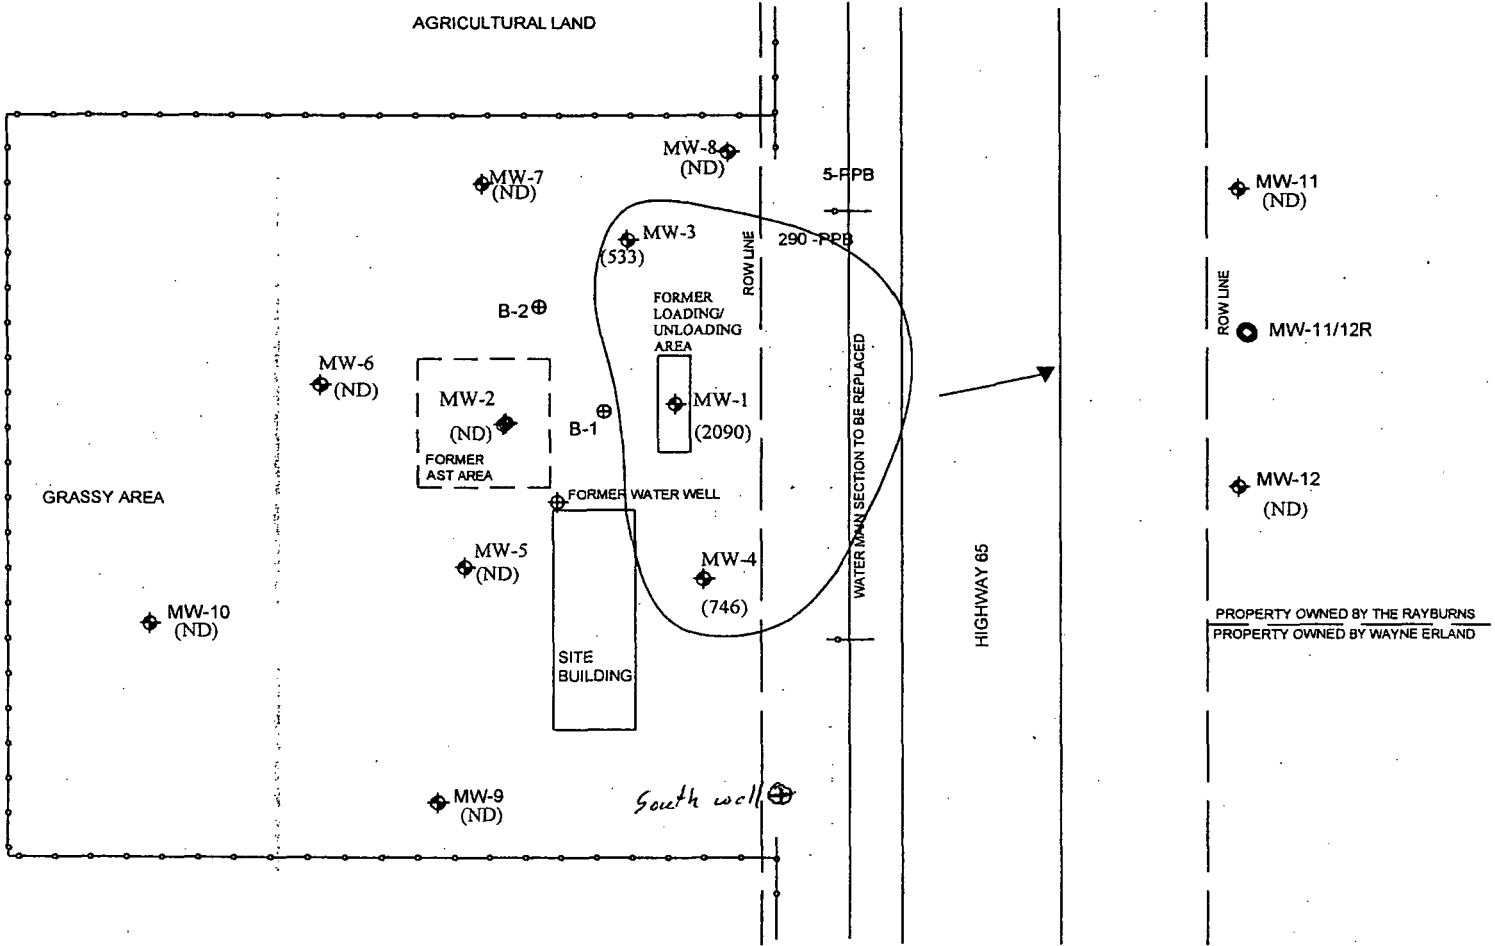 AGRICULTURAL LAND
MW-8
(ND)
MW-7
(ND)
5-PPB
MW-11
(ND)
MW-3
(533)
ROW LINE
290 -PPB
B-2
FORMER
LOADING/
UNLOADING
AREA
ROW LINE
MW-11/12R
MW-6
(ND)
MW-2
(ND)
FORMER
AST AREA
B-1
MW-1
(2090)
WATER MAIN SECTION TO BE REPLACED
GRASSY AREA
FORMER WATER WELL
MW-12
(ND)
MW-5
(ND)
MW-4
(746)
HIGHWAY 65
MW-10
(ND)
PROPERTY OWNED BY THE RAYBURNS
PROPERTY OWNED BY WAYNE ERLAND
SITE
BUILDING
MW-9
(ND)
South well